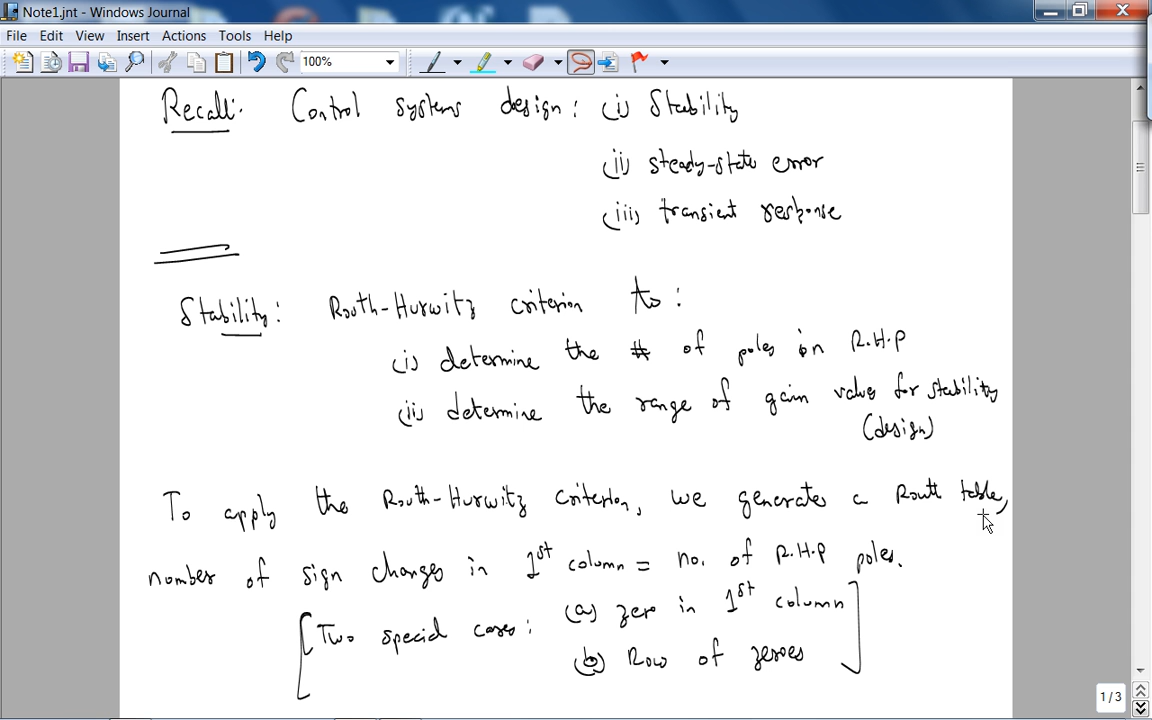 Note1.jnt - Windows Journal
File Edit View Insert Actions Tools Help
100%
Recall: Control systems design: (i) Stability
(ii) steady-state error
(iii) transient response
Stability: Routh-Hurwitz criterion to:
(i) determine the # of poles in R.H.P
(ii) determine the range of gain value for stability
(design)
To apply the Routh-Hurwitz criterion, we generates a Routh table,
number of sign changes in 1st column = no. of R.H.P poles.
[Two special cases: (a) zero in 1st column
(b) Row of zeroes]
1 / 3